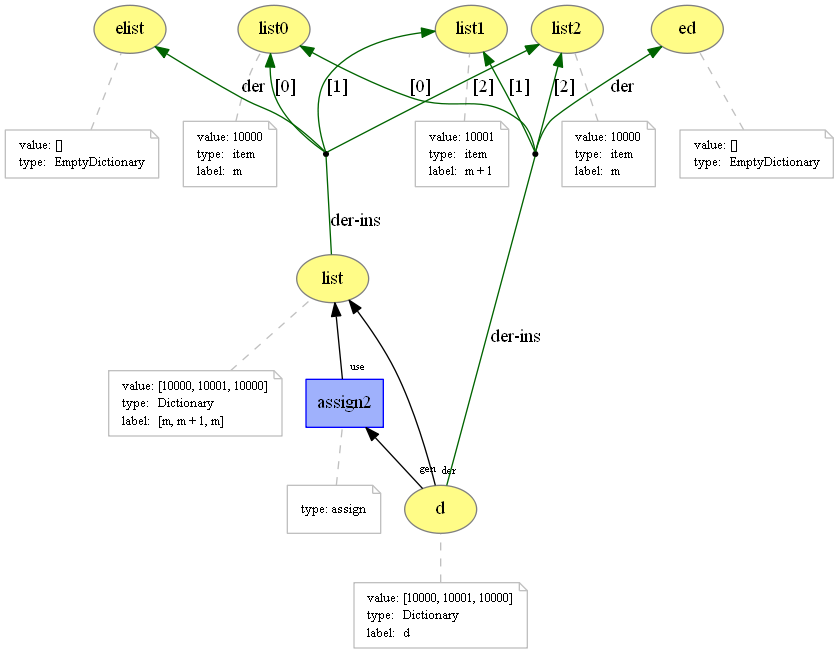 elist
list0
list1
list2
ed
der
[0]
[1]
[0]
[2]
[1]
[2]
der
value: []
type: EmptyDictionary
value: 10000
type: item
label: m
value: 10001
type: item
label: m + 1
value: 10000
type: item
label: m
value: []
type: EmptyDictionary
der-ins
list
der-ins
value: [10000, 10001, 10000]
type: Dictionary
label: [m, m + 1, m]
use
assign2
gen
der
type: assign
d
value: [10000, 10001, 10000]
type: Dictionary
label: d